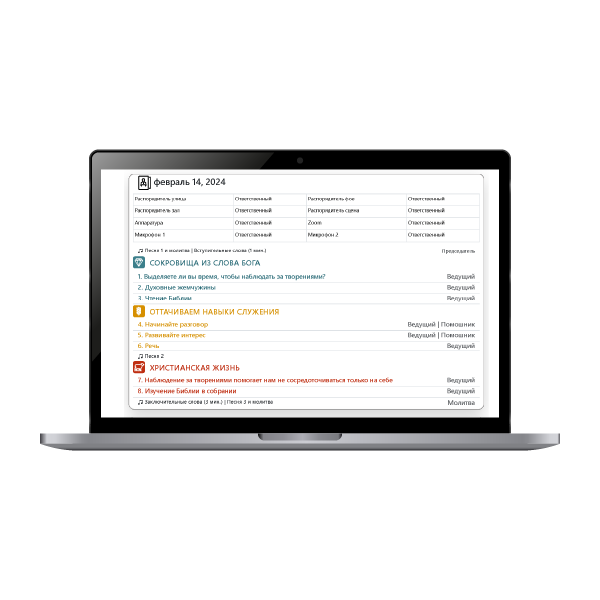 февраль 14, 2024
Распорядитель улица Ответственный Распорядитель фое Ответственный
Распорядитель зал Ответственный Распорядитель сцена Ответственный
Аппаратура Ответственный Zoom Ответственный
Микрофон 1 Ответственный Микрофон 2 Ответственный
Песня 1 и молитва | Вступительные слова (1 мин.) Председатель
СОКРОВИЩА ИЗ СЛОВА БОГА
1. Выделяете ли вы время, чтобы наблюдать за творениями? Ведущий
2. Духовные жемчужины Ведущий
3. Чтение Библии Ведущий
ОТТАЧИВАЕМ НАВЫКИ СЛУЖЕНИЯ
4. Начинайте разговор Ведущий | Помошник
5. Развивайте интерес Ведущий | Помошник
6. Речь Ведущий
Песня 2
ХРИСТИАНСКАЯ ЖИЗНЬ
7. Наблюдение за творениями помогает нам не сосредоточиваться только на себе Ведущий
8. Изучение Библии в собрании Ведущий
Заключительные слова (3 мин.) | Песня 3 и молитва Молитва